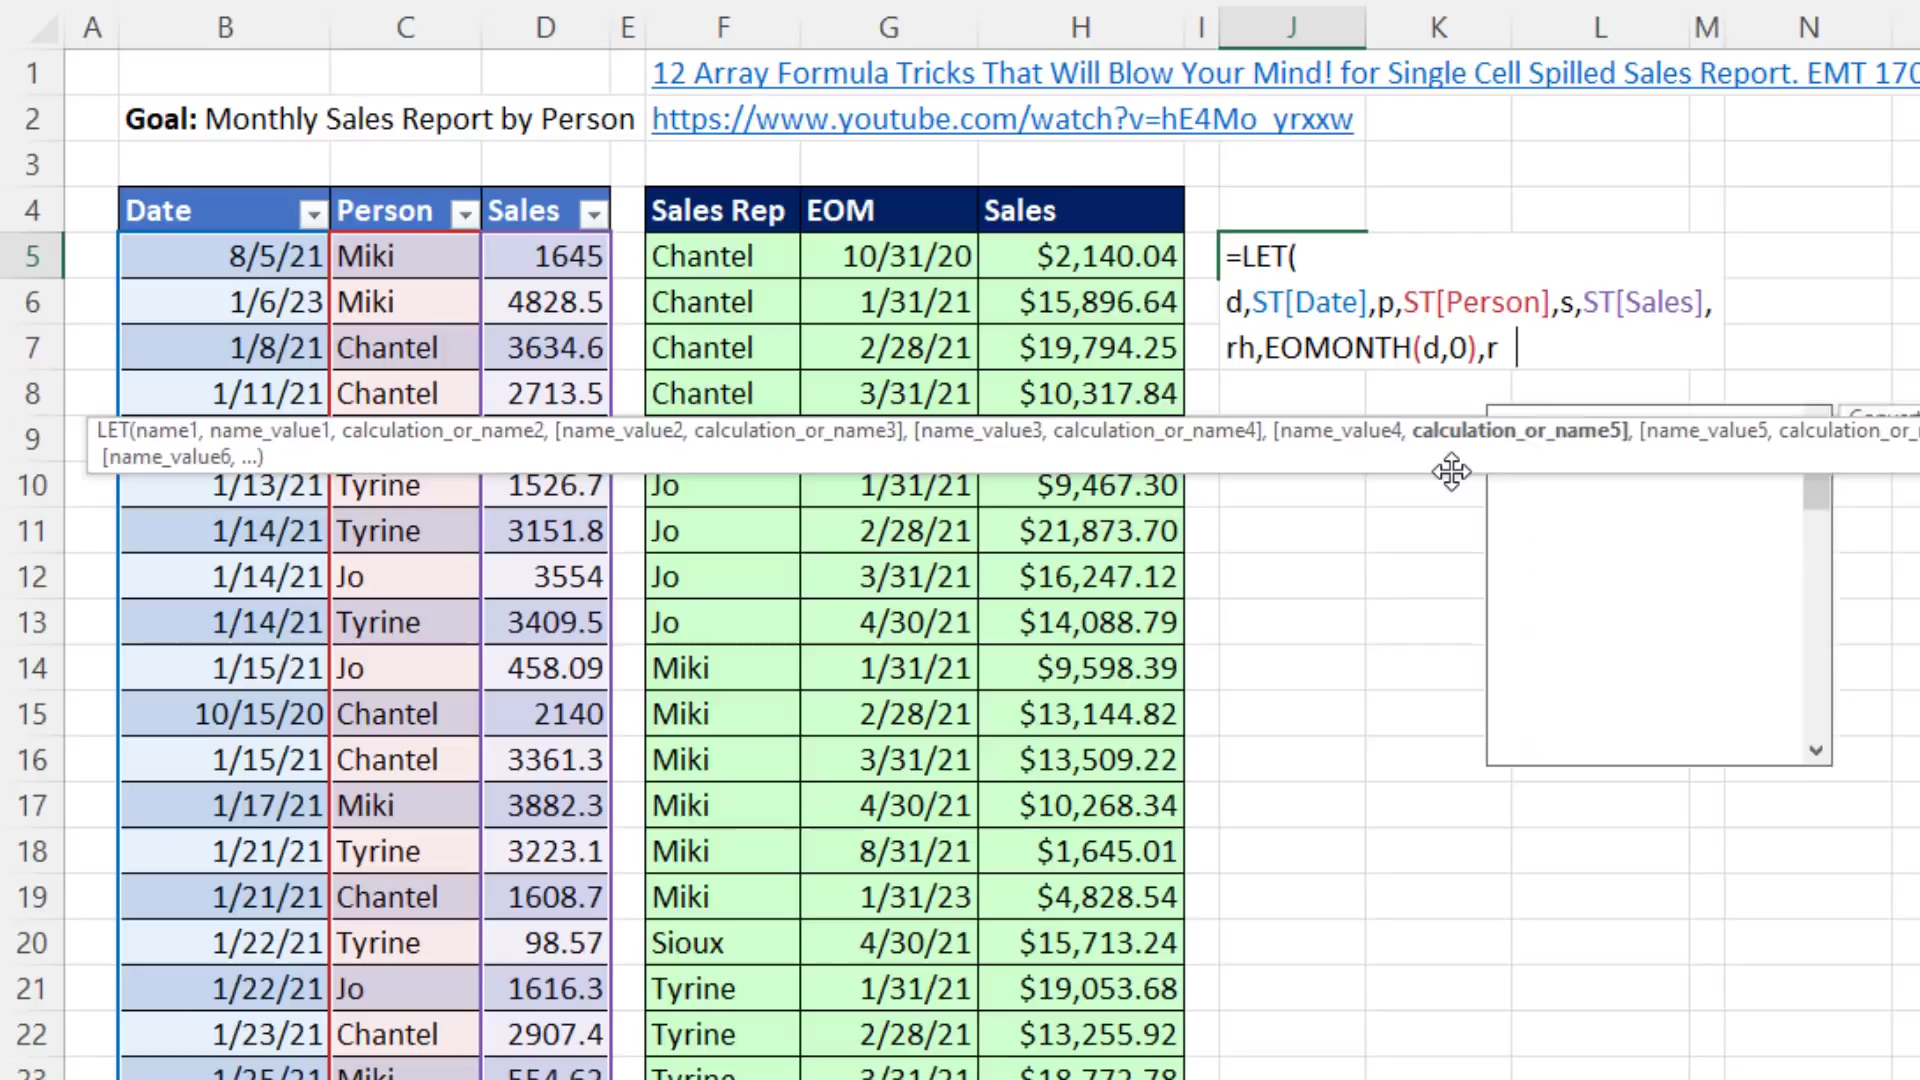 A B C D E F G H I J K L M N
1 12 Array Formula Tricks That Will Blow Your Mind! for Single Cell Spilled Sales Report. EMT 170
2 Goal: Monthly Sales Report by Person https://www.youtube.com/watch?v=hE4Mo_yrxxw
3
4 Date Person Sales Sales Rep EOM Sales
5 8/5/21 Miki 1645 Chantel 10/31/20 $2,140.04 =LET(
6 1/6/23 Miki 4828.5 Chantel 1/31/21 $15,896.64 d,ST[Date],p,ST[Person],s,ST[Sales],
7 1/8/21 Chantel 3634.6 Chantel 2/28/21 $19,794.25 rh,EOMONTH(d,0),r
8 1/11/21 Chantel 2713.5 Chantel 3/31/21 $10,317.84
9 LET(name1, name_value1, calculation_or_name2, [name_value2, calculation_or_name3], [name_value3, calculation_or_name4], [name_value4, calculation_or_name5], [name_value5, calculation_or_
[name_value6, ...)
10 1/13/21 Tyrine 1526.7 Jo 1/31/21 $9,467.30
11 1/14/21 Tyrine 3151.8 Jo 2/28/21 $21,873.70
12 1/14/21 Jo 3554 Jo 3/31/21 $16,247.12
13 1/14/21 Tyrine 3409.5 Jo 4/30/21 $14,088.79
14 1/15/21 Jo 458.09 Miki 1/31/21 $9,598.39
15 10/15/20 Chantel 2140 Miki 2/28/21 $13,144.82
16 1/15/21 Chantel 3361.3 Miki 3/31/21 $13,509.22
17 1/17/21 Miki 3882.3 Miki 4/30/21 $10,268.34
18 1/21/21 Tyrine 3223.1 Miki 8/31/21 $1,645.01
19 1/21/21 Chantel 1608.7 Miki 1/31/23 $4,828.54
20 1/22/21 Tyrine 98.57 Sioux 4/30/21 $15,713.24
21 1/22/21 Jo 1616.3 Tyrine 1/31/21 $19,053.68
22 1/23/21 Chantel 2907.4 Tyrine 2/28/21 $13,255.92
23 1/25/21 Miki 554.62 Tyrine 3/31/21 $18,772.78